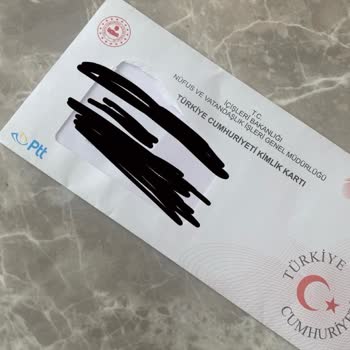 T.C.
İÇİŞLERİ BAKANLIĞI
NÜFUS VE VATANDAŞLIK İŞLERİ GENEL MÜDÜRLÜĞÜ
TÜRKİYE CUMHURİYETİ KİMLİK KARTI
Ptt
TÜRKİYE
CUMHURİYE